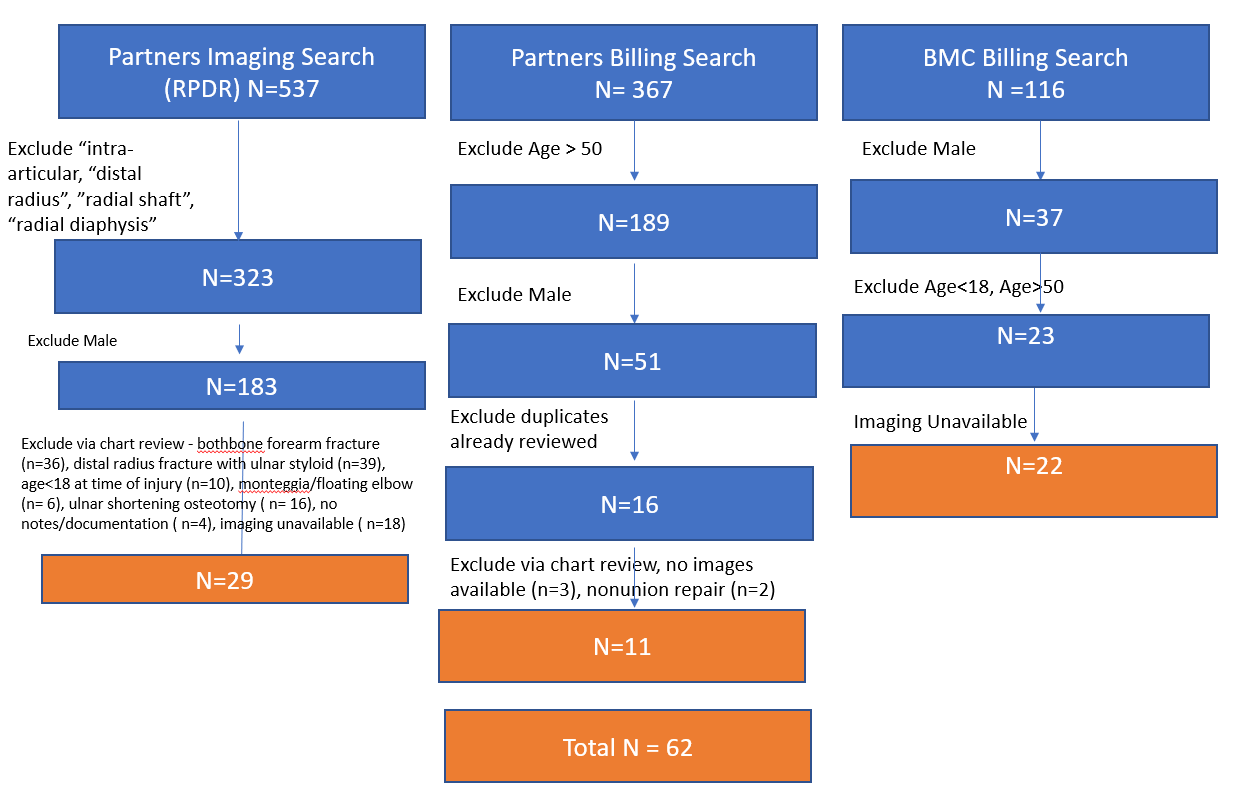 Partners Imaging Search
(RPDR) N=537
Exclude “intra-
articular, “distal
radius”, ”radial shaft”,
“radial diaphysis”
N=323
Exclude Male
N=183
Exclude via chart review - bothbone forearm fracture
(n=36), distal radius fracture with ulnar styloid (n=39),
age<18 at time of injury (n=10), monteggia/floating elbow
(n= 6), ulnar shortening osteotomy ( n= 16), no
notes/documentation ( n=4), imaging unavailable ( n=18)
N=29
Partners Billing Search
N= 367
Exclude Age > 50
N=189
Exclude Male
N=51
Exclude duplicates
already reviewed
N=16
Exclude via chart review, no images
available (n=3), nonunion repair (n=2)
N=11
Total N = 62
BMC Billing Search
N =116
Exclude Male
N=37
Exclude Age<18, Age>50
N=23
Imaging Unavailable
N=22